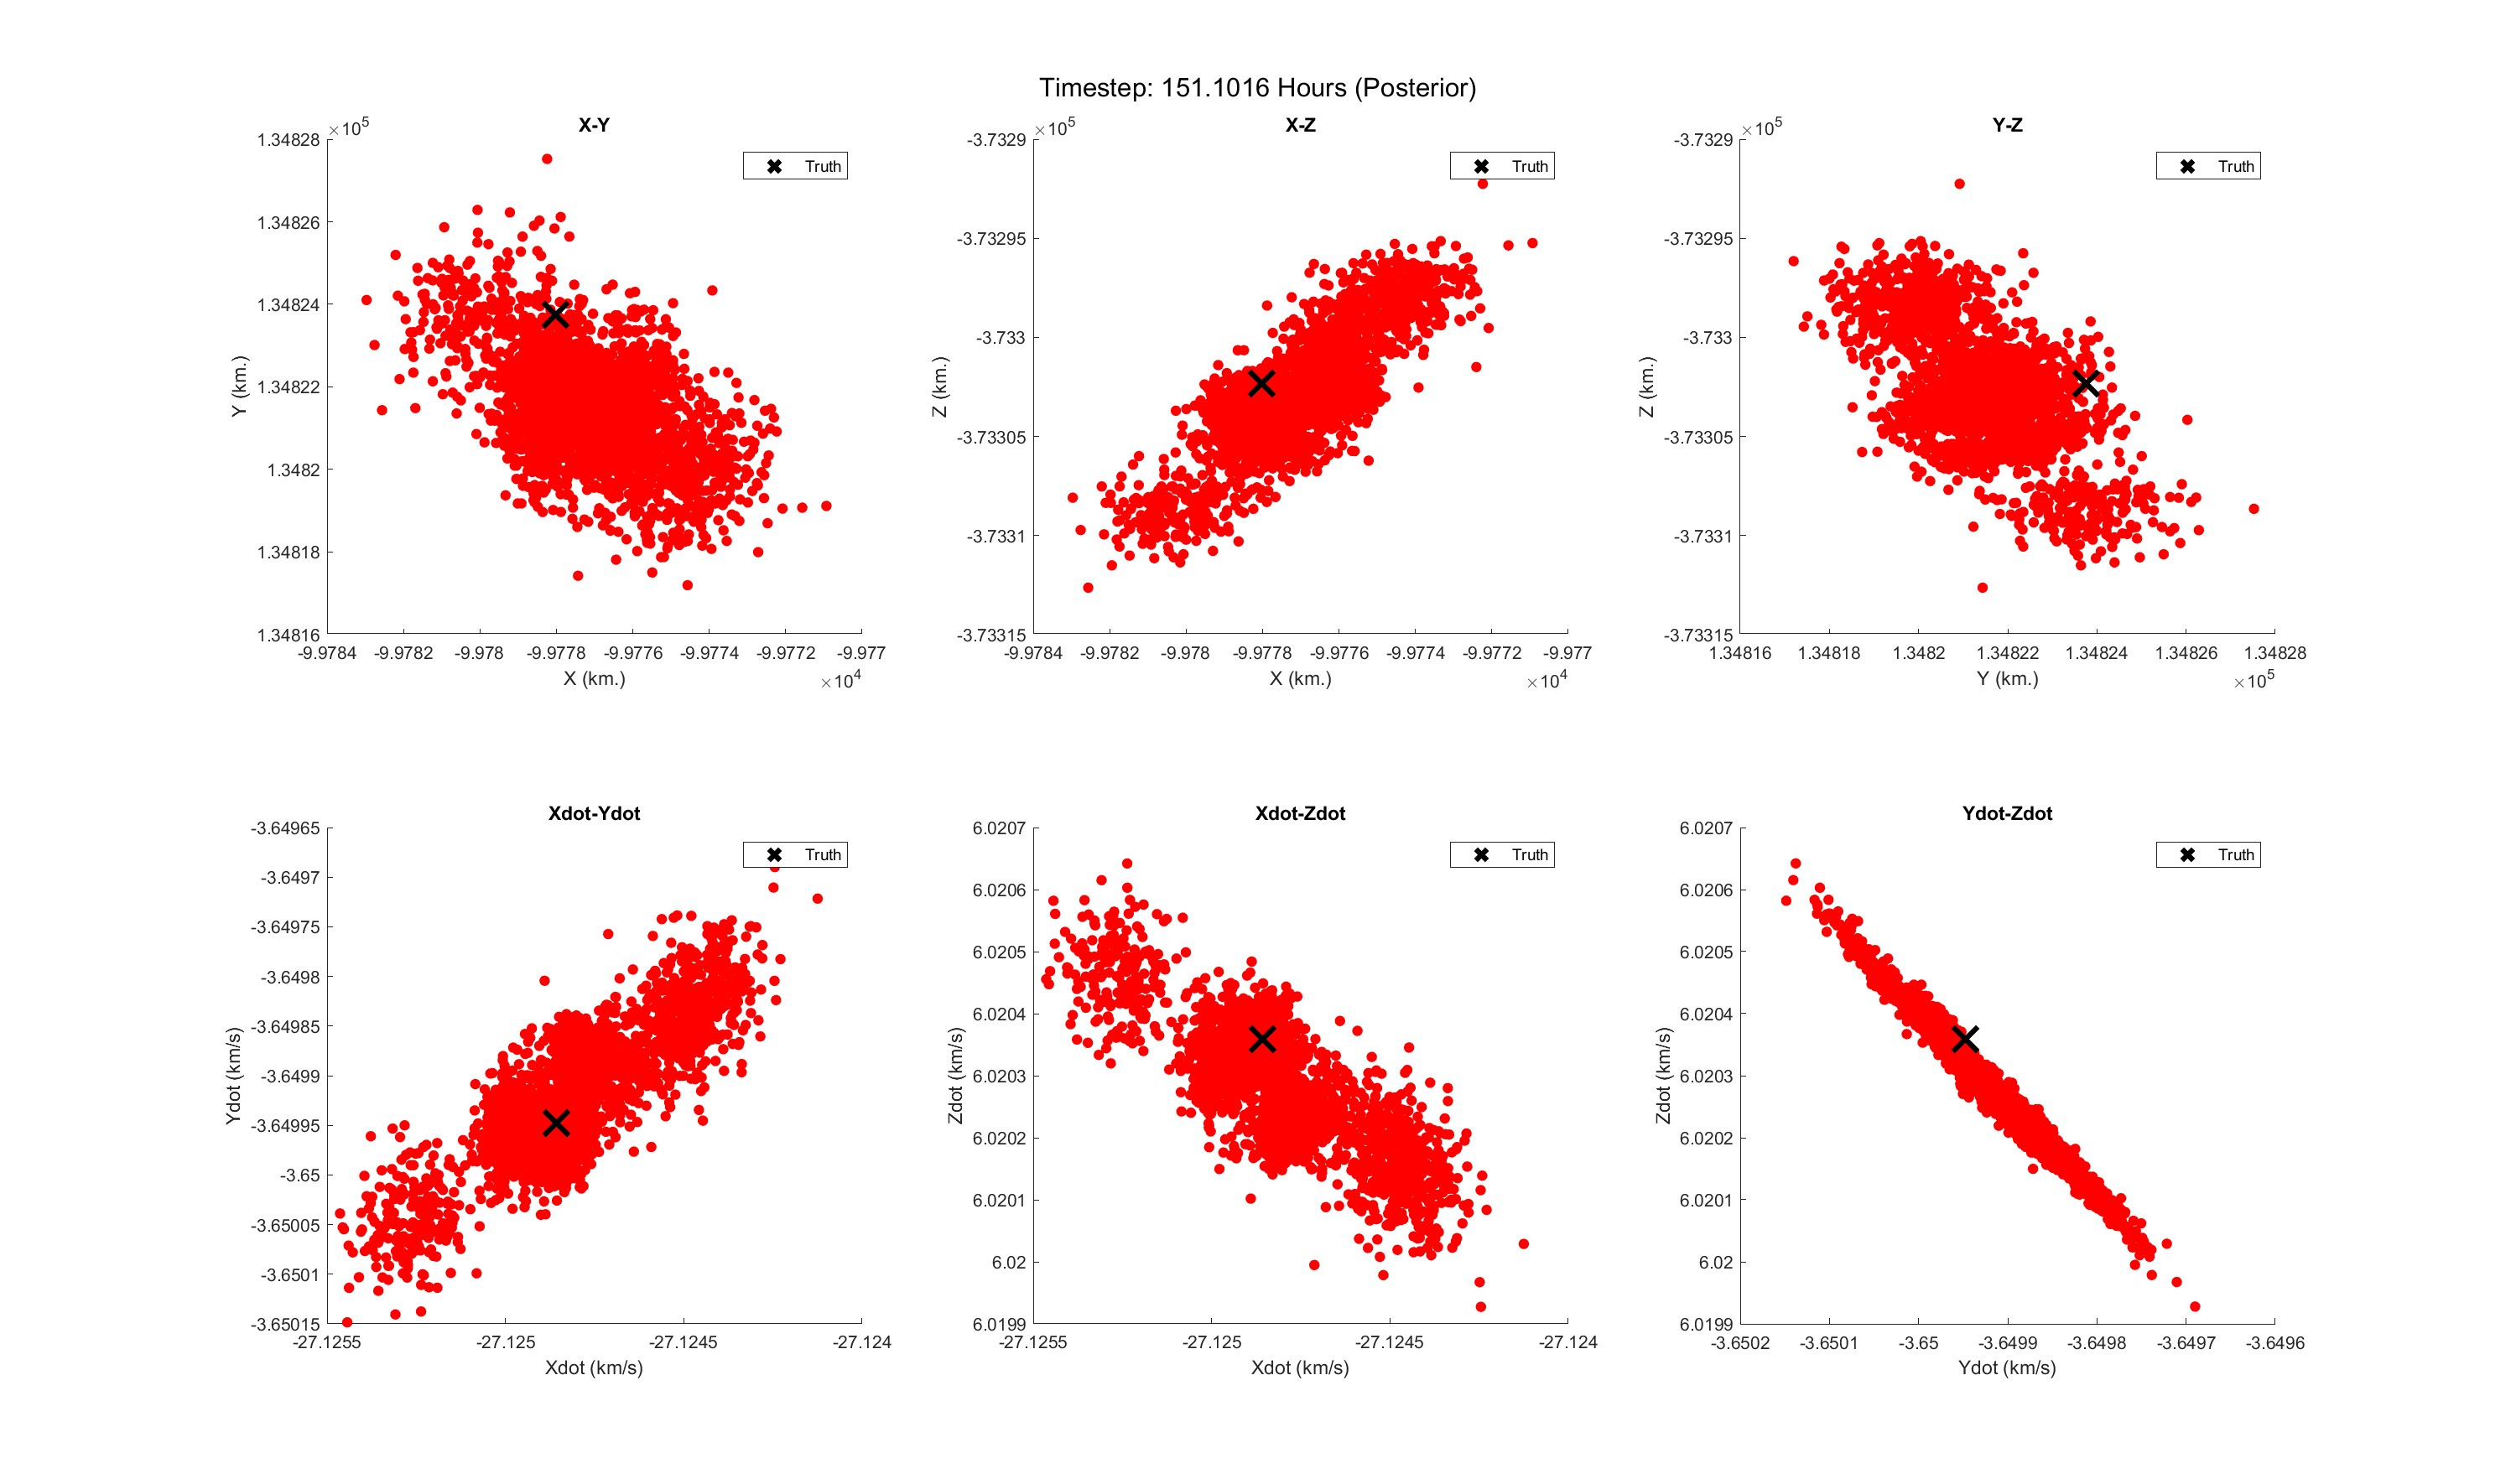 Timestep: 151.1016 Hours (Posterior)
X-Y
×10^5
1.34828
1.34826
1.34824
1.34822
1.3482
1.34818
1.34816
Y (km.)
Truth
-9.9784 -9.9782 -9.978 -9.9778 -9.9776 -9.9774 -9.9772 -9.977
X (km.)
×10^4
X-Z
×10^5
-3.7329
-3.73295
-3.733
-3.73305
-3.7331
-3.73315
Z (km.)
Truth
-9.9784 -9.9782 -9.978 -9.9778 -9.9776 -9.9774 -9.9772 -9.977
X (km.)
×10^4
Y-Z
×10^5
-3.7329
-3.73295
-3.733
-3.73305
-3.7331
-3.73315
Z (km.)
Truth
1.34816 1.34818 1.3482 1.34822 1.34824 1.34826 1.34828
Y (km.)
×10^5
Xdot-Ydot
-3.64965
-3.6497
-3.64975
-3.6498
-3.64985
-3.6499
-3.64995
-3.65
-3.65005
-3.6501
-3.65015
Ydot (km/s)
Truth
-27.1255 -27.125 -27.1245 -27.124
Xdot (km/s)
Xdot-Zdot
6.0207
6.0206
6.0205
6.0204
6.0203
6.0202
6.0201
6.02
6.0199
Zdot (km/s)
Truth
-27.1255 -27.125 -27.1245 -27.124
Xdot (km/s)
Ydot-Zdot
6.0207
6.0206
6.0205
6.0204
6.0203
6.0202
6.0201
6.02
6.0199
Zdot (km/s)
Truth
-3.6502 -3.6501 -3.65 -3.6499 -3.6498 -3.6497 -3.6496
Ydot (km/s)